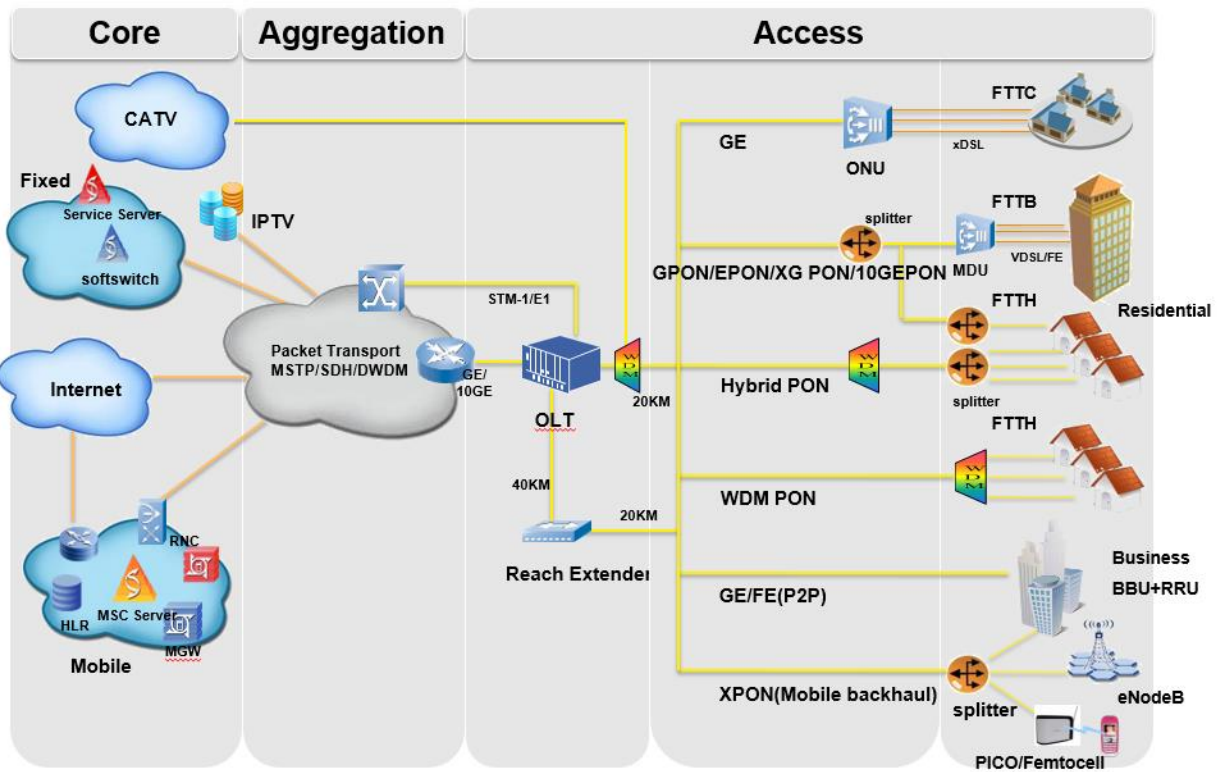 Core
Aggregation
Access
CATV
Fixed
Service Server
softswitch
IPTV
Internet
Packet Transport
MSTP/SDH/DWDM
STM-1/E1
GE/
10GE
OLT
WDM
20KM
40KM
20KM
Reach Extender
RNC
MSC Server
HLR
MGW
Mobile
GE
ONU
FTTC
xDSL
splitter
FTTB
MDU
VDSL/FE
GPON/EPON/XG PON/10GEPON
FTTH
Residential
Hybrid PON
WDM
splitter
FTTH
WDM PON
WDM
Business
BBU+RRU
GE/FE(P2P)
XPON(Mobile backhaul)
splitter
eNodeB
PICO/Femtocell